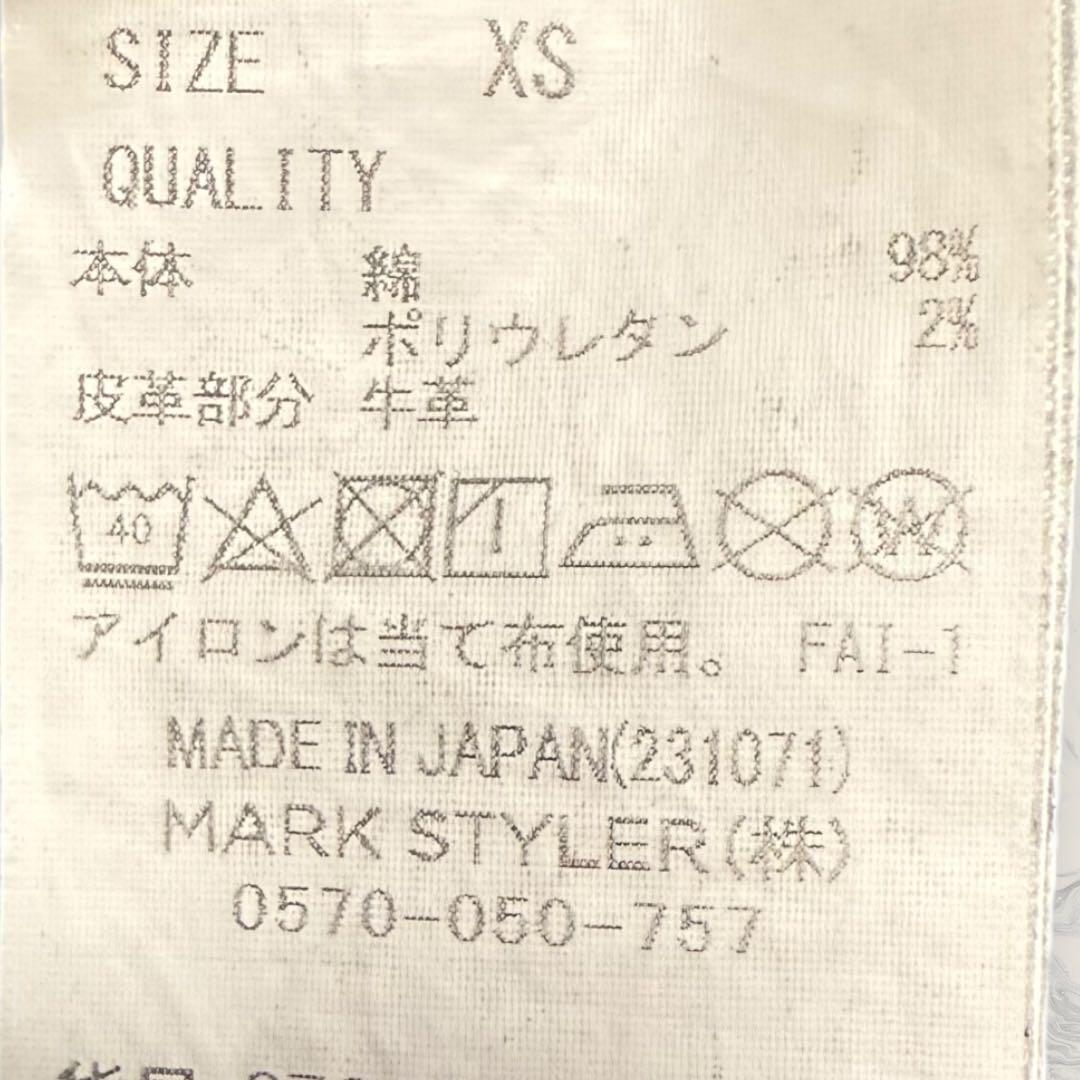 SIZE XS
QUALITY
本体 綿 98%
ポリウレタン 2%
皮革部分 牛革
40
アイロンは当て布使用。 FAI-1
MADE IN JAPAN(231071)
MARK STYLER(株)
0570-050-757